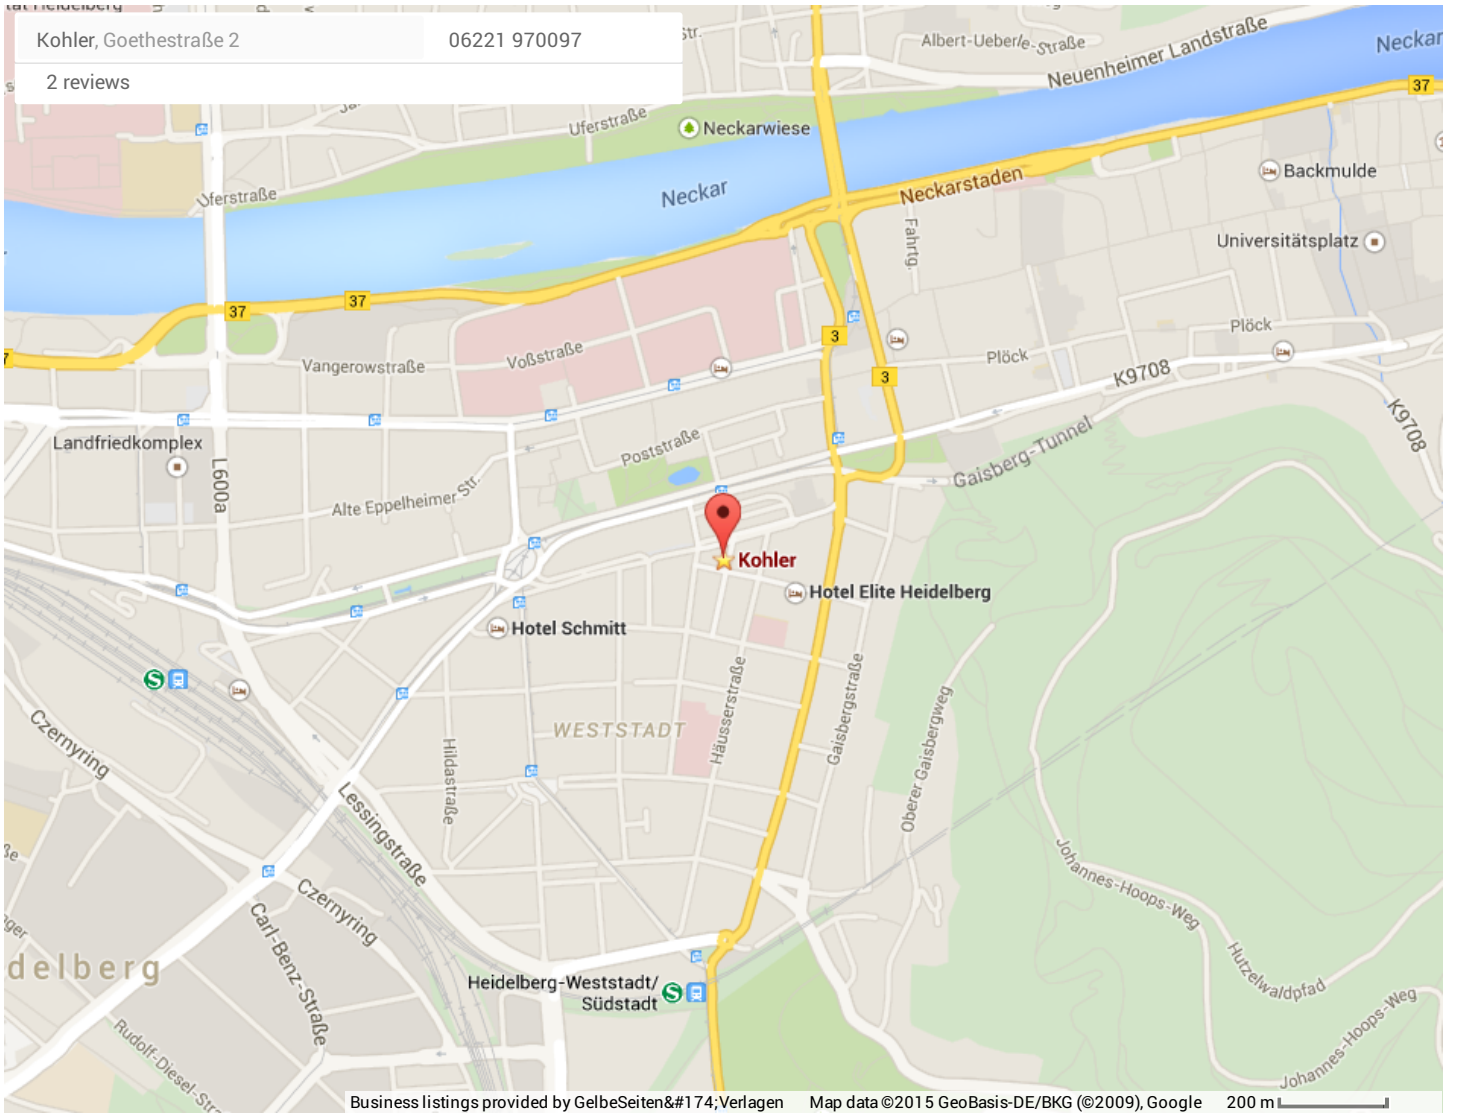 Kohler, Goethestraße 2
06221 970097
2 reviews
Albert-Ueberle-Straße
Neuenheimer Landstraße
Neckar
37
Uferstraße
Neckarwiese
Backmulde
Uferstraße
Neckar
Neckarstaden
Fahrtg.
Universitätsplatz
37
37
3
Plöck
Vangerowstraße
Voßstraße
Plöck
3
K9708
K9708
Landfriedkomplex
Poststraße
Gaisberg-Tunnel
L600a
Alte Eppelheimer Str.
Kohler
Hotel Elite Heidelberg
Hotel Schmitt
S
Czernyring
WESTSTADT
Häusserstraße
Gaisbergstraße
Oberer Gaisbergweg
Hildastraße
Lessingstraße
Johannes-Hoops-Weg
Czernyring
Carl-Benz-Straße
delberg
Heidelberg-Weststadt/
Südstadt
S
Hutzelwaldpfad
Johannes-Hoops-Weg
Rudolf-Diesel-Str
Business listings provided by GelbeSeiten&#174;Verlagen
Map data ©2015 GeoBasis-DE/BKG (©2009), Google
200 m